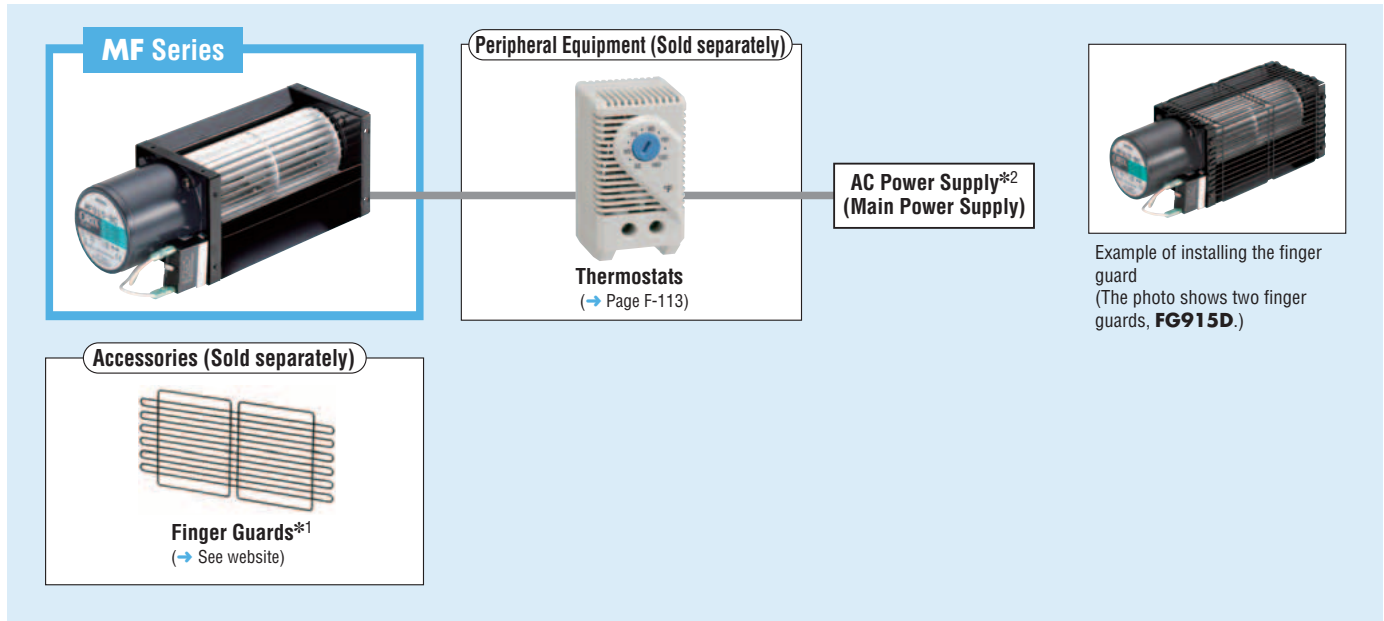 MF Series
Peripheral Equipment (Sold separately)
Thermostats
(→ Page F-113)
AC Power Supply*2
(Main Power Supply)
Example of installing the finger
guard
(The photo shows two finger
guards, FG915D.)
Accessories (Sold separately)
Finger Guards*1
(→ See website)